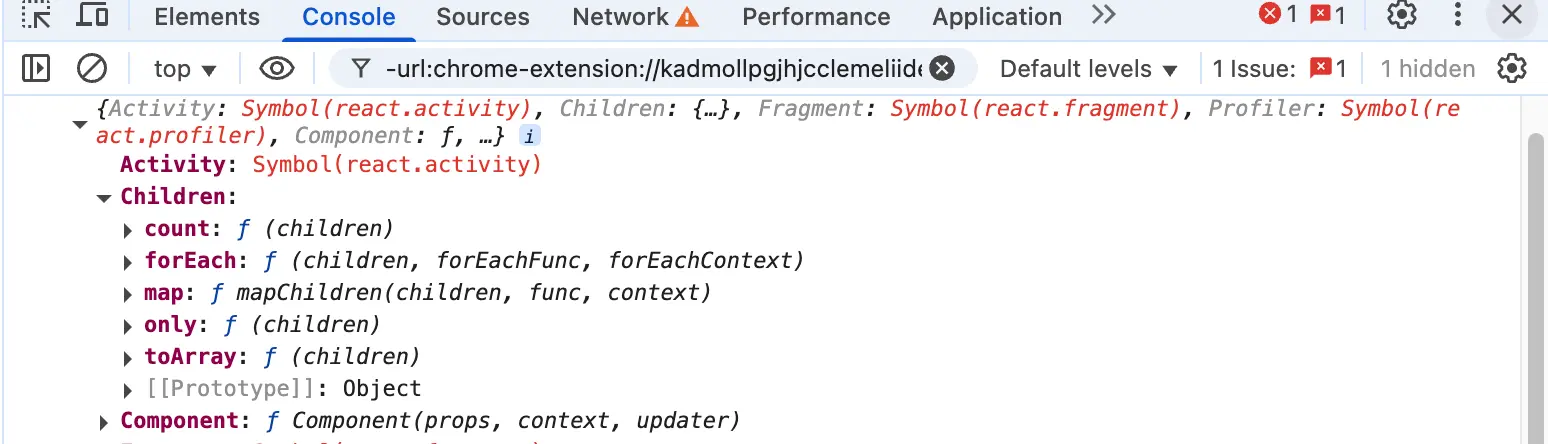 Elements Console Sources Network Performance Application 1 1
top -url:chrome-extension://kadmollpgjhjcclemeliide Default levels 1 Issue: 1 1 hidden
{Activity: Symbol(react.activity), Children: {…}, Fragment: Symbol(react.fragment), Profiler: Symbol(re
act.profiler), Component: ƒ, …} i
Activity: Symbol(react.activity)
Children:
count: ƒ (children)
forEach: ƒ (children, forEachFunc, forEachContext)
map: ƒ mapChildren(children, func, context)
only: ƒ (children)
toArray: ƒ (children)
[[Prototype]]: Object
Component: ƒ Component(props, context, updater)